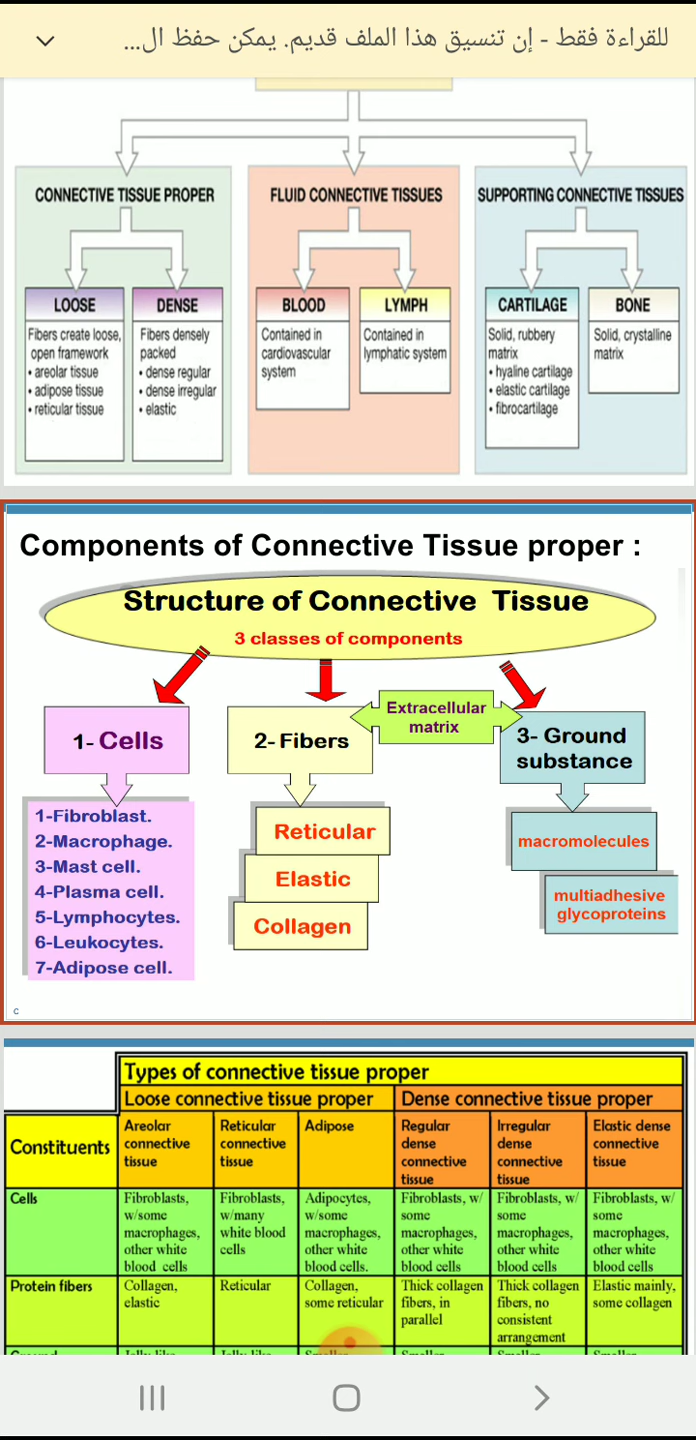 للقراءة فقط - إن تنسيق هذا الملف قديم. يمكن حفظ ال...
CONNECTIVE TISSUE PROPER
FLUID CONNECTIVE TISSUES
SUPPORTING CONNECTIVE TISSUES
LOOSE
Fibers create loose,
open framework
• areolar tissue
• adipose tissue
• reticular tissue
DENSE
Fibers densely
packed
• dense regular
• dense irregular
• elastic
BLOOD
Contained in
cardiovascular
system
LYMPH
Contained in
lymphatic system
CARTILAGE
Solid, rubbery
matrix
• hyaline cartilage
• elastic cartilage
• fibrocartilage
BONE
Solid, crystalline
matrix
Components of Connective Tissue proper :
Structure of Connective Tissue
3 classes of components
1- Cells
2- Fibers
Extracellular
matrix
3- Ground
substance
1-Fibroblast.
2-Macrophage.
3-Mast cell.
4-Plasma cell.
5-Lymphocytes.
6-Leukocytes.
7-Adipose cell.
Reticular
Elastic
Collagen
macromolecules
multiadhesive
glycoproteins
c
Types of connective tissue proper
Loose connective tissue proper
Dense connective tissue proper
Constituents
Areolar
connective
tissue
Reticular
connective
tissue
Adipose
Regular
dense
connective
tissue
Irregular
dense
connective
tissue
Elastic dense
connective
tissue
Cells
Fibroblasts,
w/some
macrophages,
other white
blood cells
Fibroblasts,
w/many
white blood
cells
Adipocytes,
w/some
macrophages,
other white
blood cells.
Fibroblasts, w/
some
macrophages,
other white
blood cells
Fibroblasts, w/
some
macrophages,
other white
blood cells
Fibroblasts, w/
some
macrophages,
other white
blood cells
Protein fibers
Collagen,
elastic
Reticular
Collagen,
some reticular
Thick collagen
fibers, in
parallel
Thick collagen
fibers, no
consistent
arrangement
Elastic mainly,
some collagen